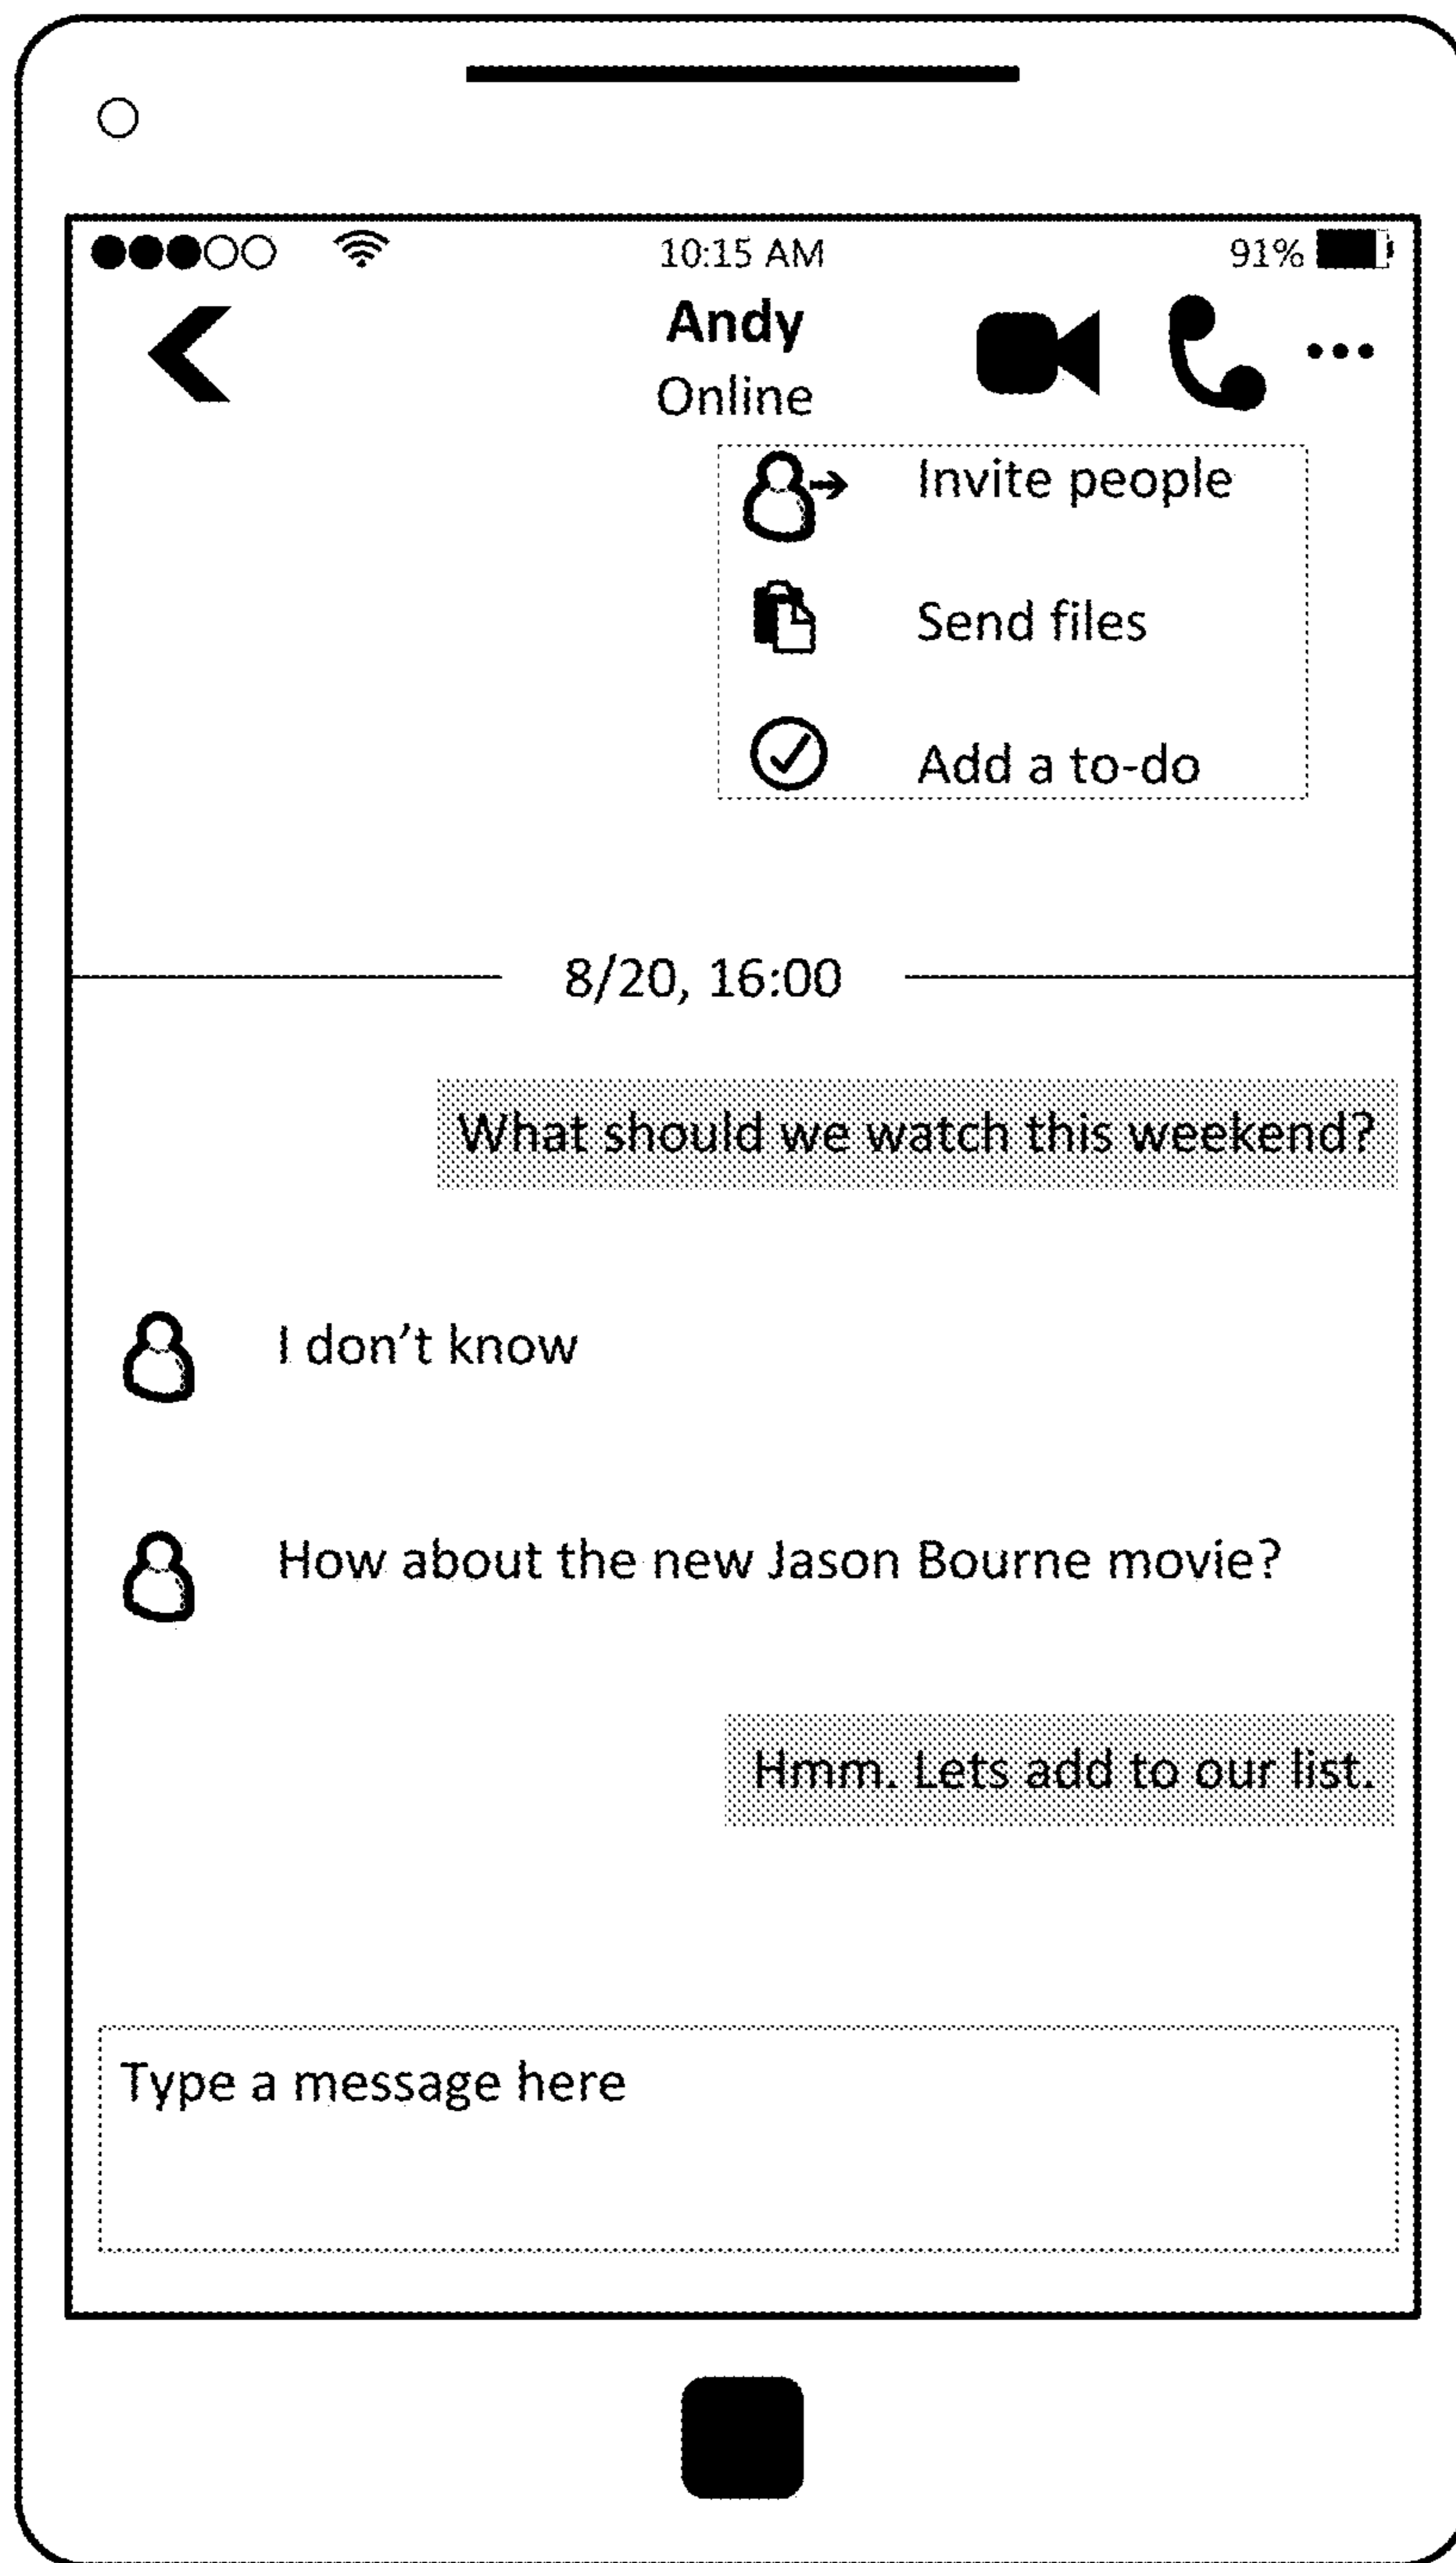 10:15 AM 91%
Andy
Online
Invite people
Send files
Add a to-do
8/20, 16:00
What should we watch this weekend?
I don't know
How about the new Jason Bourne movie?
Hmm. Lets add to our list.
Type a message here